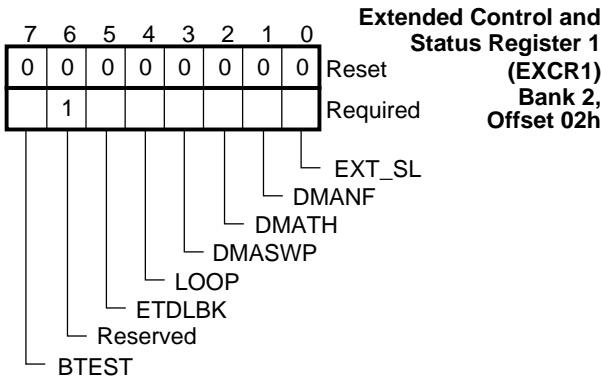 Extended Control and
Status Register 1
(EXCR1)
Bank 2,
Offset 02h
7 6 5 4 3 2 1 0
0 0 0 0 0 0 0 0 Reset
1 Required
EXT_SL
DMANF
DMATH
DMASWP
LOOP
ETDLBK
Reserved
BTEST